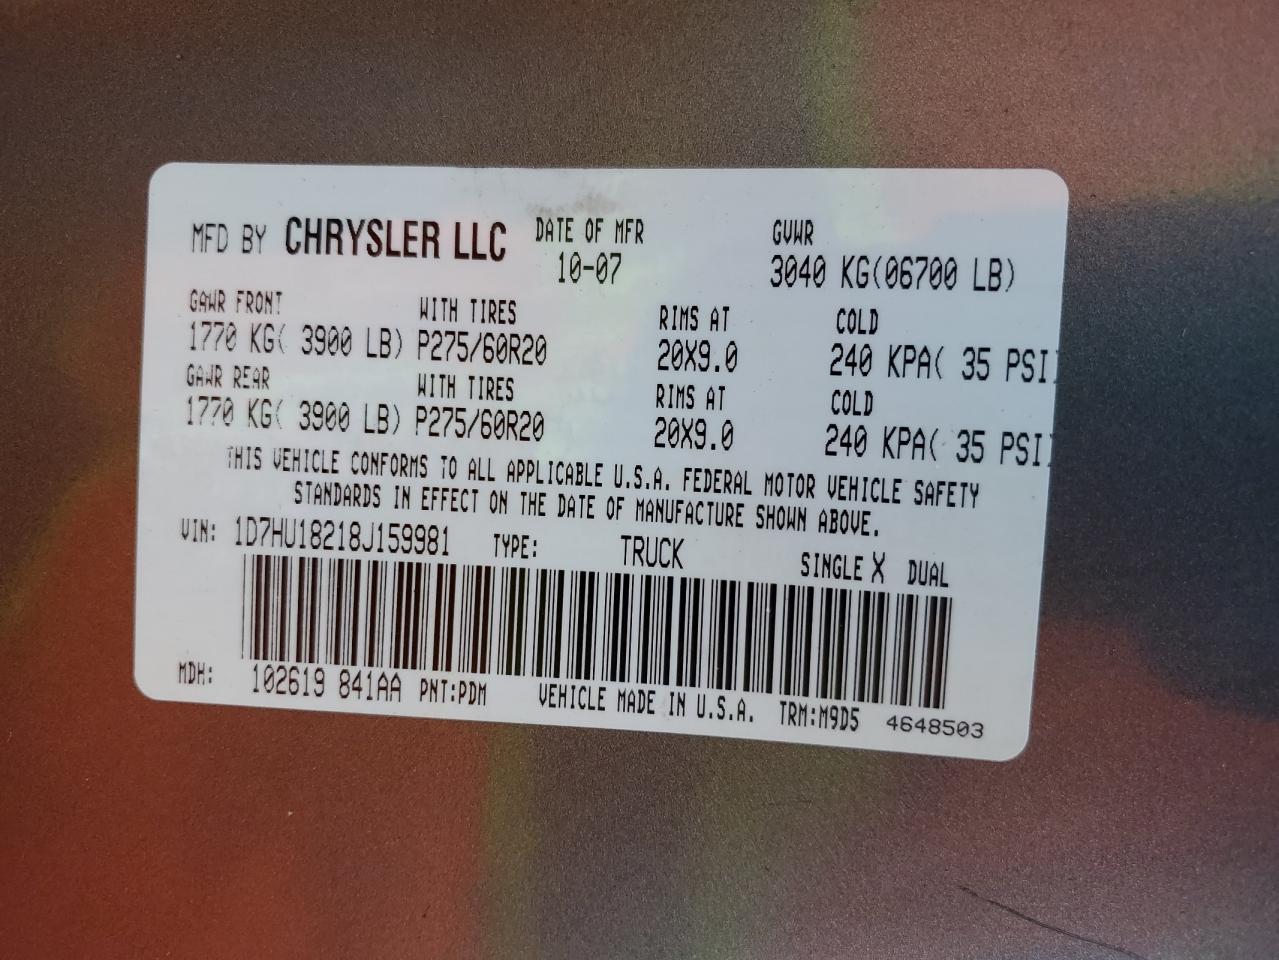 MFD BY CHRYSLER LLC DATE OF MFR GVWR
10-07 3040 KG(06700 LB)
GAWR FRONT WITH TIRES RIMS AT COLD
1770 KG( 3900 LB) P275/60R20 20X9.0 240 KPA( 35 PSI)
GAWR REAR WITH TIRES RIMS AT COLD
1770 KG( 3900 LB) P275/60R20 20X9.0 240 KPA( 35 PSI)
THIS VEHICLE CONFORMS TO ALL APPLICABLE U.S.A. FEDERAL MOTOR VEHICLE SAFETY
STANDARDS IN EFFECT ON THE DATE OF MANUFACTURE SHOWN ABOVE.
VIN: 1D7HU18218J159981 TYPE: TRUCK SINGLE X DUAL
MDH: 102619 841AA PNT:PDM VEHICLE MADE IN U.S.A. TRM:M9D5 4648503